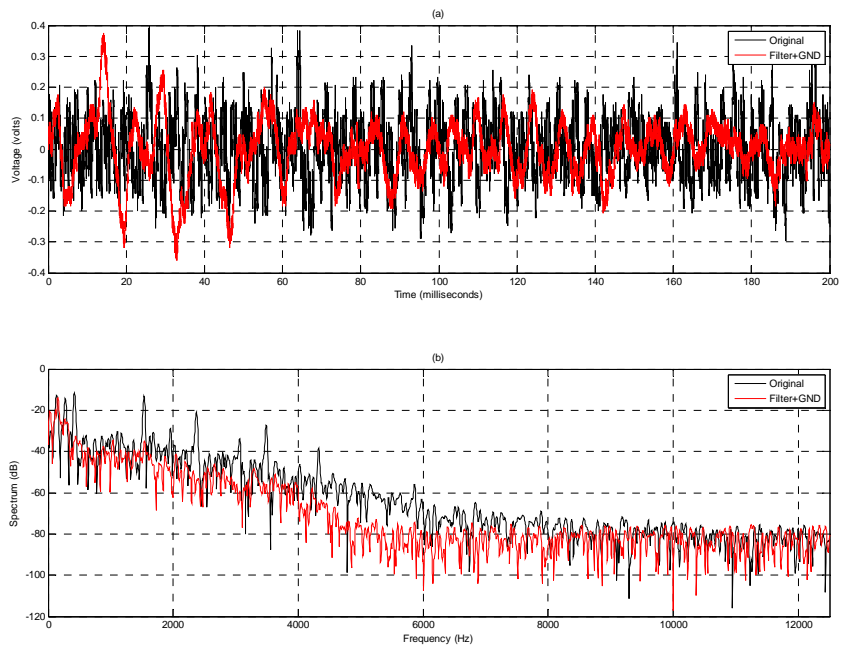 (a)
0.4
0.3
0.2
0.1
0
-0.1
-0.2
-0.3
-0.4
Voltage (volts)
Original
Filter+GND
0 20 40 60 80 100 120 140 160 180 200
Time (milliseconds)
(b)
0
-20
-40
-60
-80
-100
-120
Spectrum (dB)
Original
Filter+GND
0 2000 4000 6000 8000 10000 12000
Frequency (Hz)